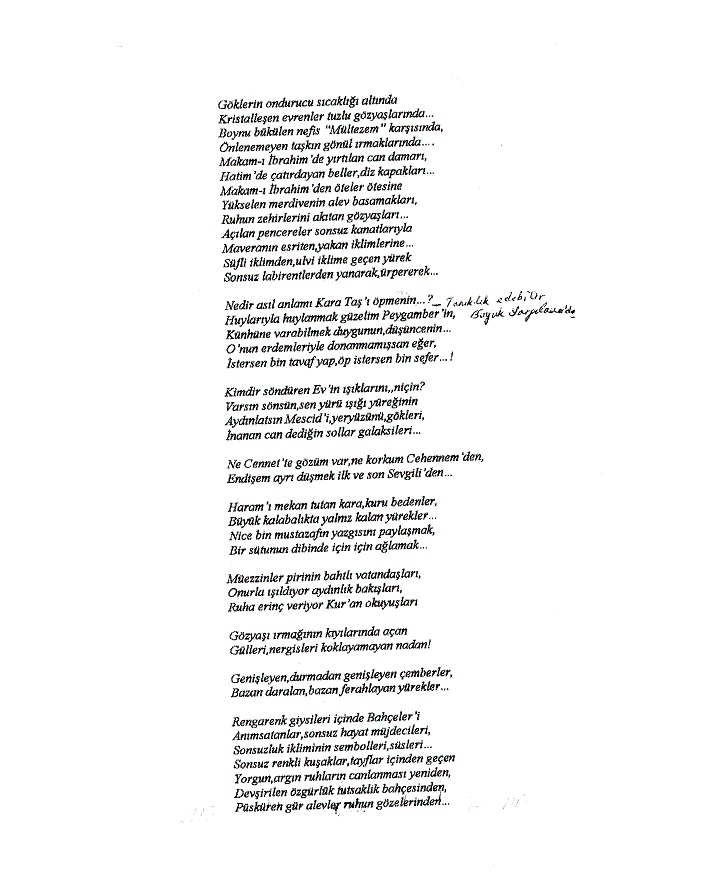 Göklerin ondurucu sıcaklığı altında
Kristalleşen evrenler tuzlu gözyaşlarında...
Boynu bükülen nefis "Mültezem" karşısında,
Önlenemeyen taşkın gönül ırmaklarında....
Makam-ı İbrahim'de yırtılan can damarı,
Hatim'de çatırdayan beller,diz kapakları...
Makam-ı İbrahim'den öteler ötesine
Yükselen merdivenin alev basamakları,
Ruhun zehirlerini akıtan gözyaşları...
Açılan pencereler sonsuz kanatlarıyla
Maveranın esriten,yakan iklimlerine...
Süfli iklimden,ulvi iklime geçen yürek
Sonsuz labirentlerden yanarak,ürpererek...
Nedir asıl anlamı Kara Taş'ı öpmenin...? _ Tanıklık edebilir
Huylarıyla huylanmak güzelim Peygamber'in, Büyük
Künhüne varabilmek duygunun,düşüncenin...
O'nun erdemleriyle donanmamışsan eğer,
İstersen bin tavaf yap,öp istersen bin sefer...!
Kimdir söndüren Ev'in ışıklarını,,niçin?
Varsın sönsün,sen yürü ışığı yüreğinin
Aydınlatsın Mescid'i,yeryüzünü,gökleri,
İnanan can dediğin sollar galaksileri...
Ne Cennet'te gözüm var,ne korkum Cehennem'den,
Endişem ayrı düşmek ilk ve son Sevgili'den...
Haram'ı mekan tutan kara,kuru bedenler,
Büyük kalabalıkta yalnız kalan yürekler...
Nice bin mustazafın yazgısını paylaşmak,
Bir sütunun dibinde için için ağlamak...
Müezzinler pirinin bahtlı vatandaşları,
Onurla ışıldıyor aydınlık bakışları,
Ruha erinç veriyor Kur'an okuyuşları
Gözyaşı ırmağının kıyılarında açan
Gülleri,nergisleri koklayamayan nadan!
Genişleyen,durmadan genişleyen çemberler,
Bazan daralan,bazan ferahlayan yürekler...
Rengarenk giysileri içinde Bahçeler'i
Anımsatanlar,sonsuz hayat müjdecileri,
Sonsuzluk ikliminin sembolleri,süsleri...
Sonsuz renkli kuşaklar,tayflar içinden geçen
Yorgun,argın ruhların canlanması yeniden,
Devşirilen özgürlük tutsaklık bahçesinden,
Püsküren gür alevler ruhun gözelerinden...